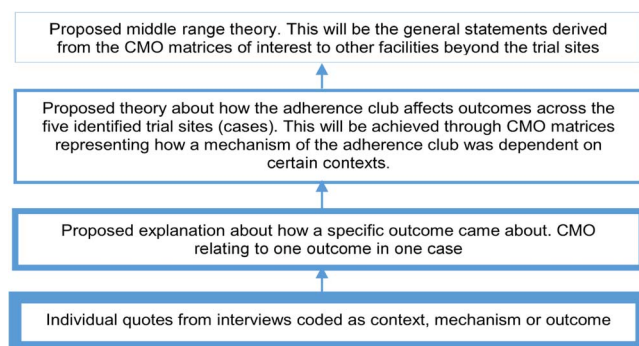 Proposed middle range theory. This will be the general statements derived
from the CMO matrices of interest to other facilities beyond the trial sites
Proposed theory about how the adherence club affects outcomes across the
five identified trial sites (cases). This will be achieved through CMO matrices
representing how a mechanism of the adherence club was dependent on
certain contexts.
Proposed explanation about how a specific outcome came about. CMO
relating to one outcome in one case
Individual quotes from interviews coded as context, mechanism or outcome